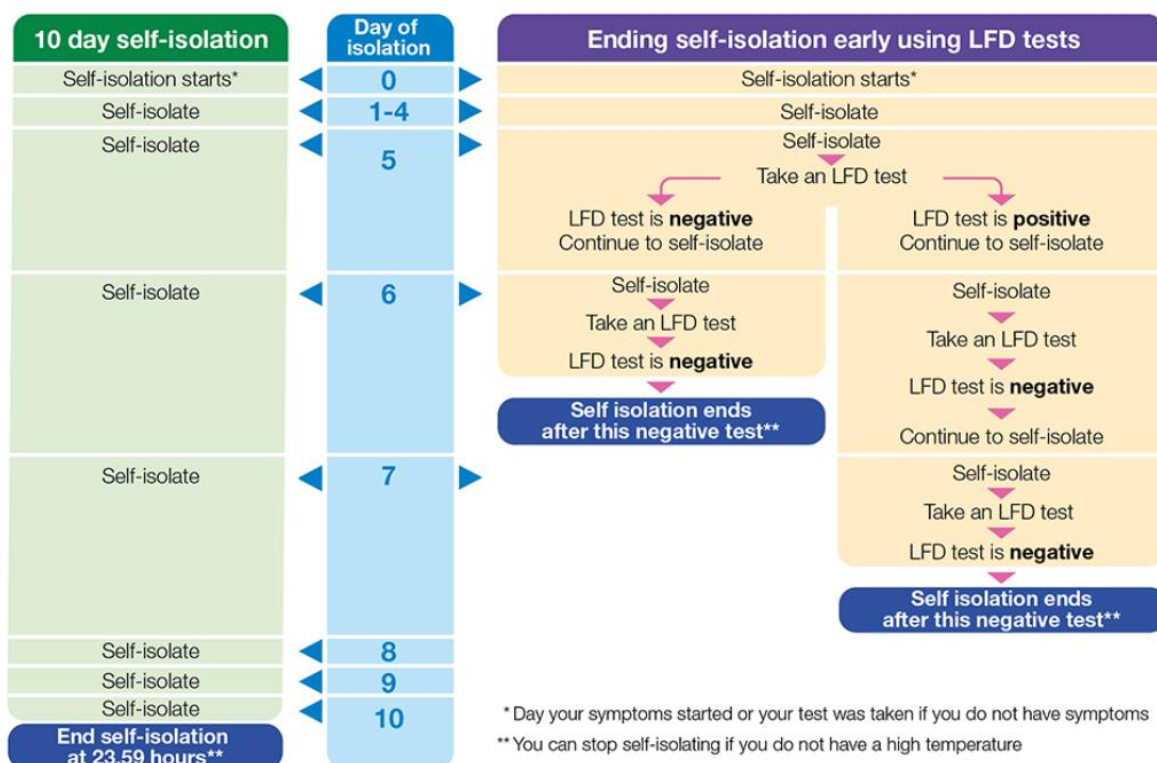 10 day self-isolation
Self-isolation starts*
Self-isolate
Self-isolate
Self-isolate
Self-isolate
Self-isolate
Self-isolate
Self-isolate
End self-isolation
at 23.59 hours**
Day of
isolation
0
1-4
5
6
7
8
9
10
Ending self-isolation early using LFD tests
Self-isolation starts*
Self-isolate
Self-isolate
Take an LFD test
LFD test is negative
Continue to self-isolate
Self-isolate
Take an LFD test
LFD test is negative
Self isolation ends
after this negative test**
LFD test is positive
Continue to self-isolate
Self-isolate
Take an LFD test
LFD test is negative
Continue to self-isolate
Self-isolate
Take an LFD test
LFD test is negative
Self isolation ends
after this negative test**
* Day your symptoms started or your test was taken if you do not have symptoms
** You can stop self-isolating if you do not have a high temperature